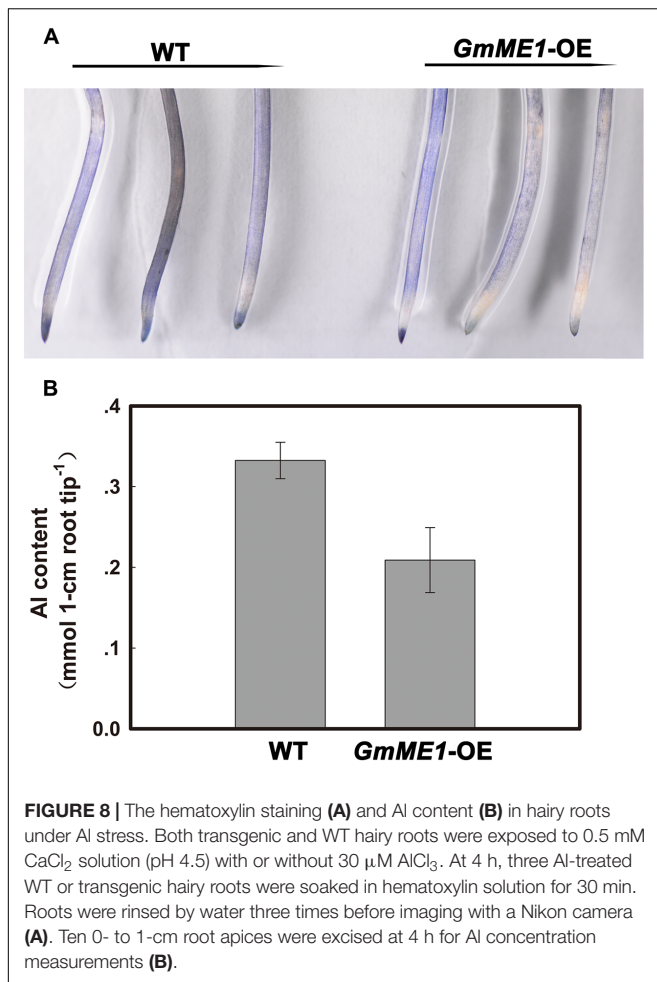 A
WT
GmME1-OE
B
.4
.3
.2
.1
0.0
Al content
(mmol 1-cm root tip⁻¹)
WT
GmME1-OE
FIGURE 8 | The hematoxylin staining (A) and Al content (B) in hairy roots
under Al stress. Both transgenic and WT hairy roots were exposed to 0.5 mM
CaCl₂ solution (pH 4.5) with or without 30 μM AlCl₃. At 4 h, three Al-treated
WT or transgenic hairy roots were soaked in hematoxylin solution for 30 min.
Roots were rinsed by water three times before imaging with a Nikon camera
(A). Ten 0- to 1-cm root apices were excised at 4 h for Al concentration
measurements (B).